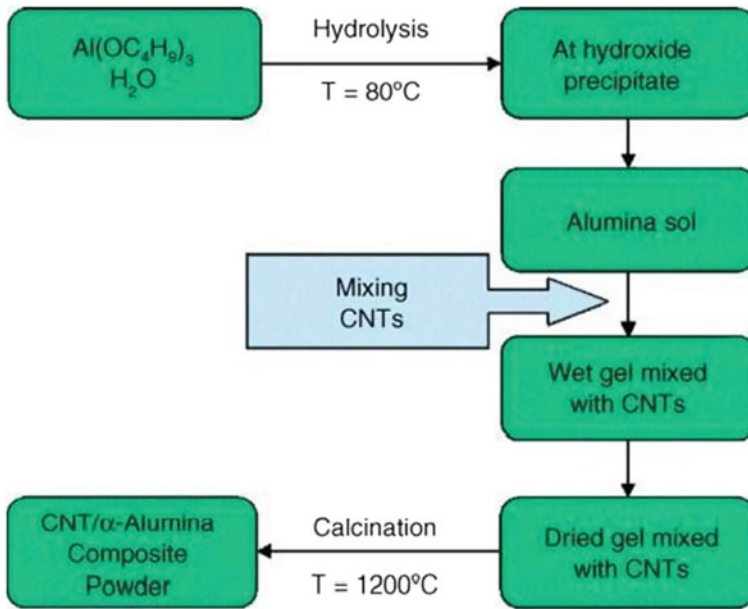 Al(OC₄H₉)₃
H₂O
Hydrolysis
T = 80ºC
At hydroxide
precipitate
Alumina sol
Mixing
CNTs
Wet gel mixed
with CNTs
Dried gel mixed
with CNTs
Calcination
T = 1200ºC
CNT/α-Alumina
Composite
Powder